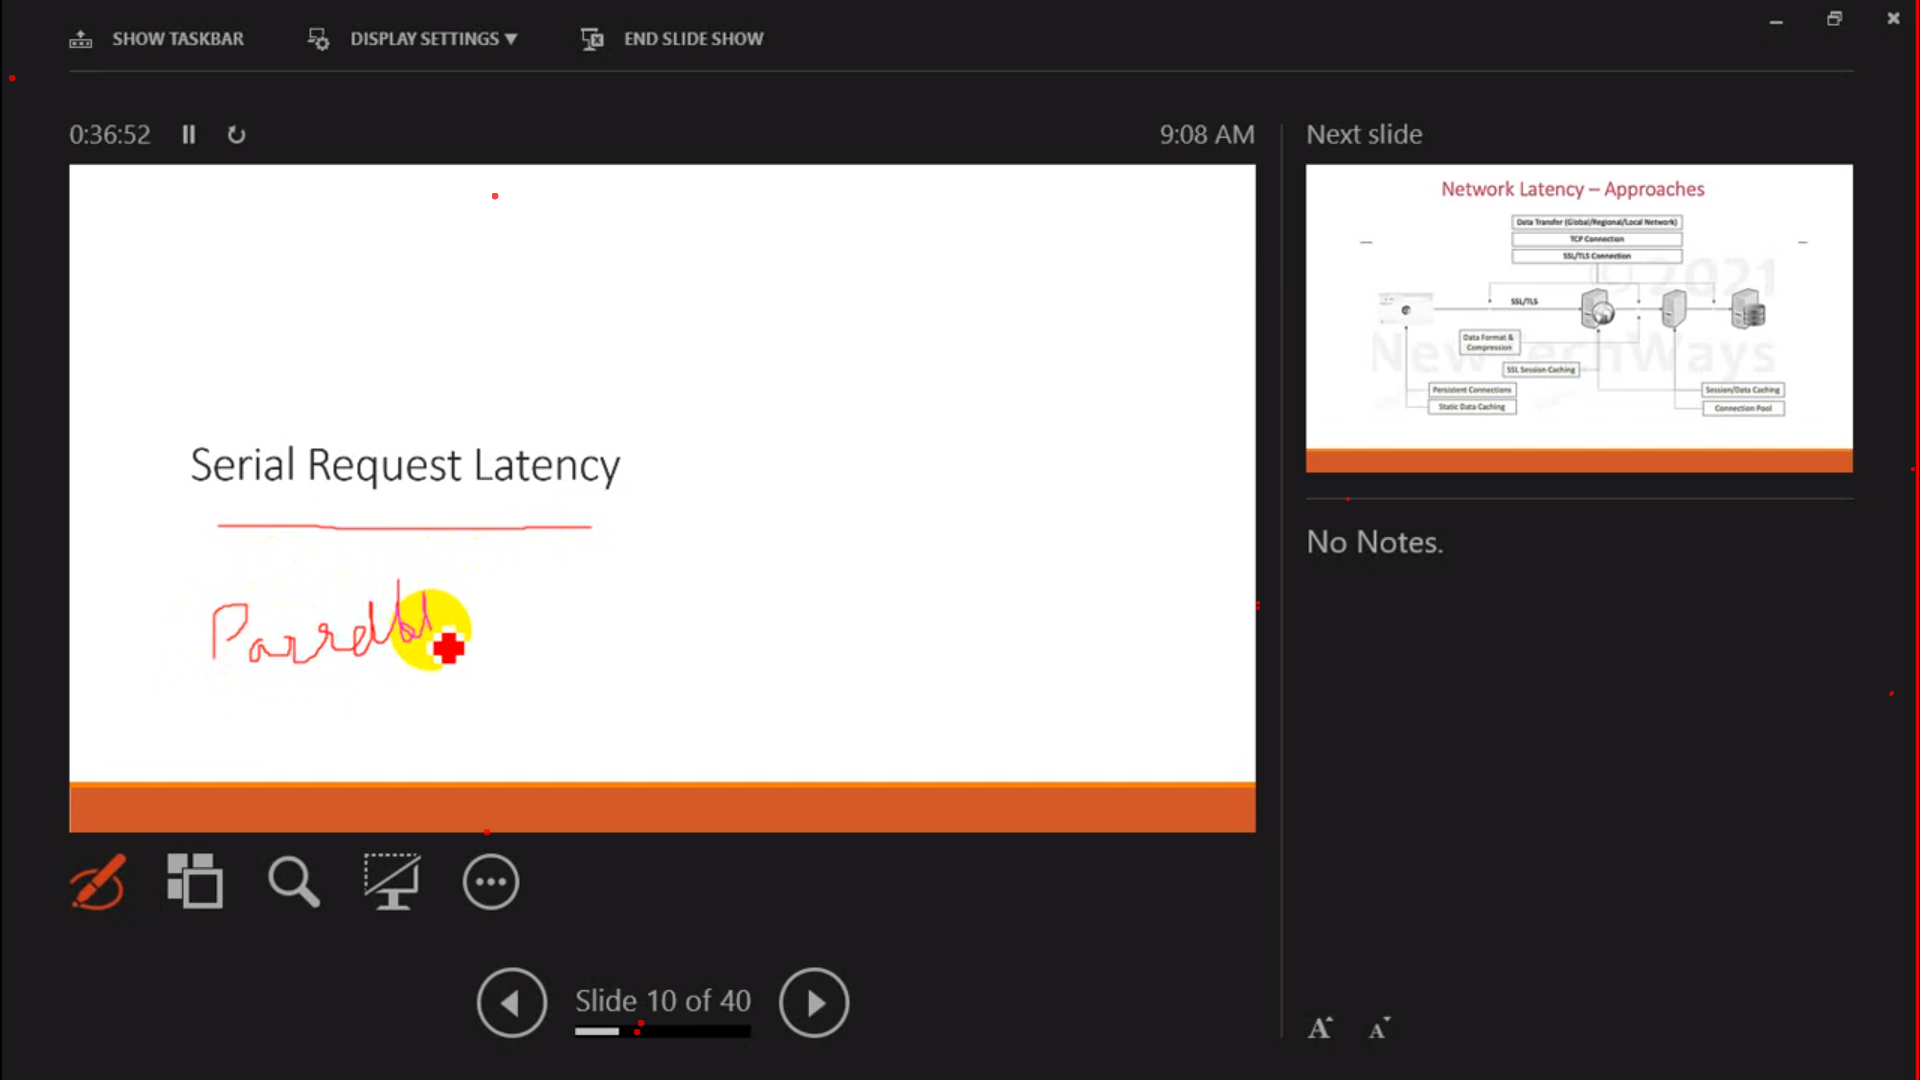 SHOW TASKBAR
DISPLAY SETTINGS ▼
END SLIDE SHOW
0:36:52
9:08 AM
Next slide
Serial Request Latency
Network Latency – Approaches
Data Transfer (Global/Regional/Local Network)
TCP Connection
SSL/TLS Connection
© 2021
SSL/TLS
NewTechWays
Data Format &
Compression
SSL Session Caching
Persistent Connections
Static Data Caching
Session/Data Caching
Connection Pool
No Notes.
Slide 10 of 40
A A